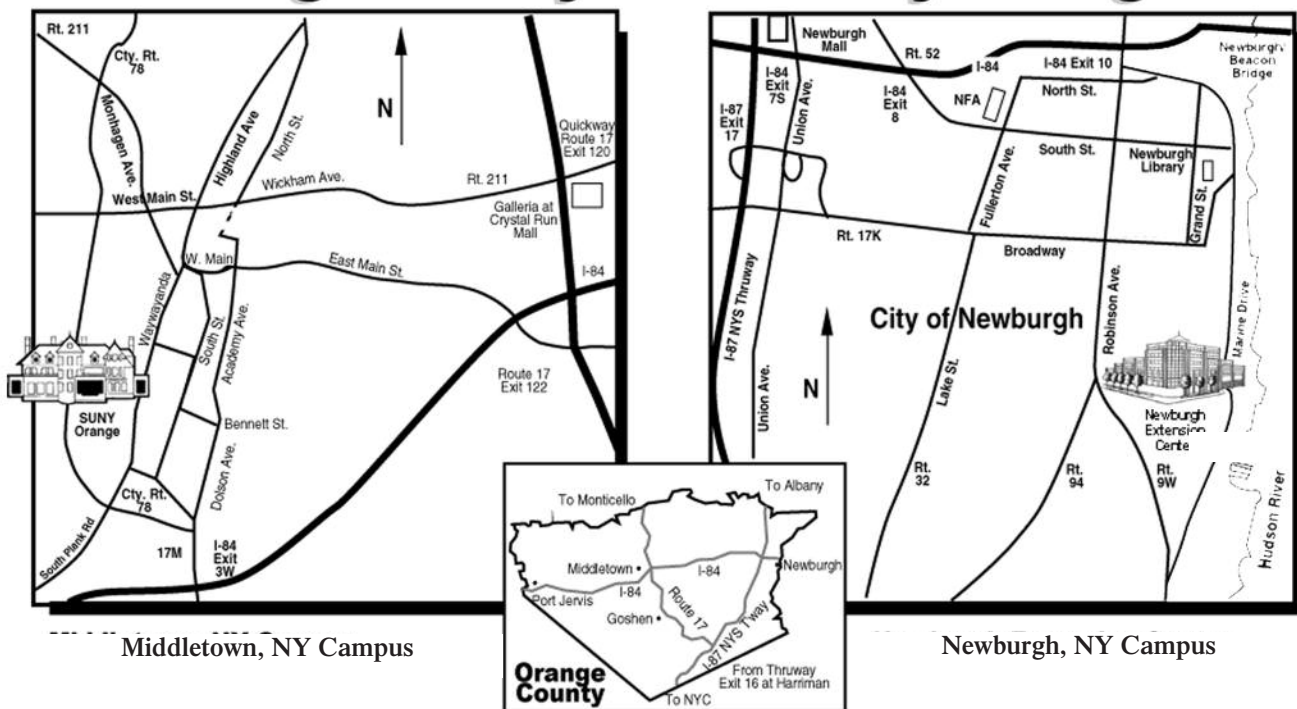 Rt. 211
Cty. Rt.
78
Monhagen Ave.
Highland Ave
North St.
N
Quickway
Route 17
Exit 120
Rt. 211
Wickham Ave.
West Main St.
Galleria at
Crystal Run
Mall
W. Main
East Main St.
I-84
Waywayanda
South St.
Academy Ave.
Route 17
Exit 122
SUNY
Orange
Bennett St.
Dolson Ave.
Cty. Rt.
78
South Plank Rd
17M
I-84
Exit
3W
Middletown, NY Campus
Newburgh
Mall
Rt. 52
I-84
I-84 Exit 10
Newburgh/
Beacon
Bridge
I-84
Exit
7S
Union Ave.
I-84
Exit
8
NFA
North St.
I-87
Exit
17
South St.
Newburgh
Library
Fullerton Ave.
Grand St.
Rt. 17K
Broadway
I-87 NYS Thruway
City of Newburgh
Robinson Ave.
Marine Drive
N
Union Ave.
Lake St.
Newburgh
Extension
Cente
Rt.
32
Rt.
94
Rt.
9W
Hudson River
Newburgh, NY Campus
To Monticello
To Albany
Middletown
I-84
Newburgh
Port Jervis
I-84
Goshen
Route 17
I-87 NYS T'way
Orange
County
From Thruway
Exit 16 at Harriman
To NYC